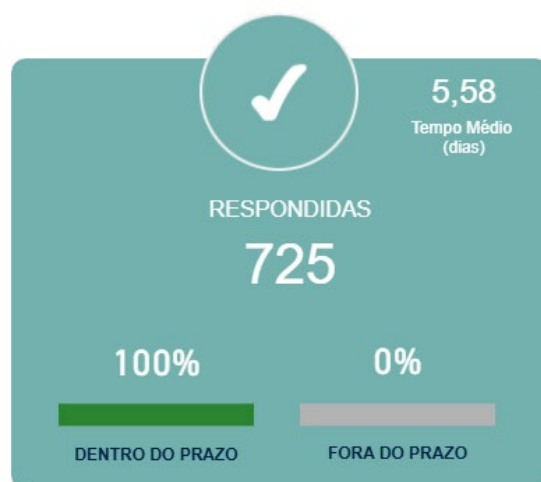 5,58
Tempo Médio
(dias)
RESPONDIDAS
725
100%
0%
DENTRO DO PRAZO
FORA DO PRAZO